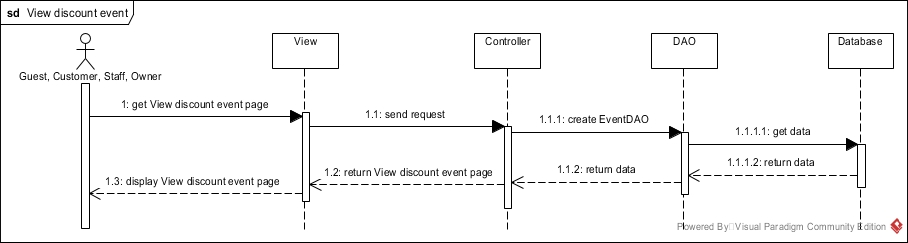 sd View discount event
View
Controller
DAO
Database
Guest, Customer, Staff, Owner
1: get View discount event page
1.1: send request
1.1.1: create EventDAO
1.1.1.1: get data
1.1.1.2: return data
1.1.2: return data
1.2: return View discount event page
1.3: display View discount event page
Powered By Visual Paradigm Community Edition